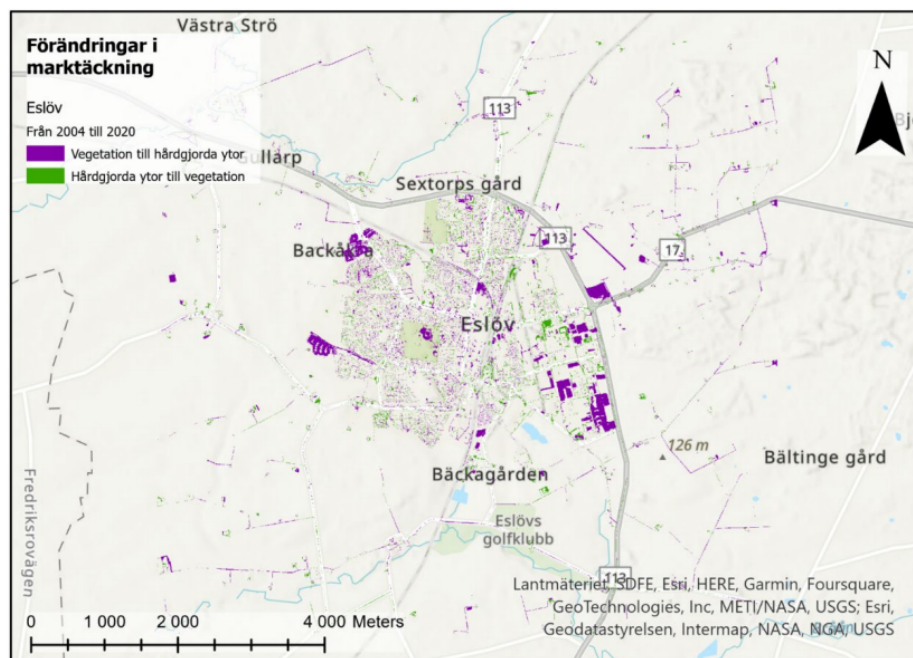 Västra Strö
Förändringar i
marktäckning
Eslöv
Från 2004 till 2020
Vegetation till hårdgjorda ytor
Hårdgjorda ytor till vegetation
N
113
Gullarp
Sextorps gård
113
17
Backåkra
Eslöv
126 m
Bältinge gård
Bäckagården
Eslövs
golfklubb
Fredriksrovägen
113
Lantmäteriet, SDFE, Esri, HERE, Garmin, Foursquare,
GeoTechnologies, Inc, METI/NASA, USGS; Esri,
Geodatastyrelsen, Intermap, NASA, NGA, USGS
0 1 000 2 000 4 000 Meters